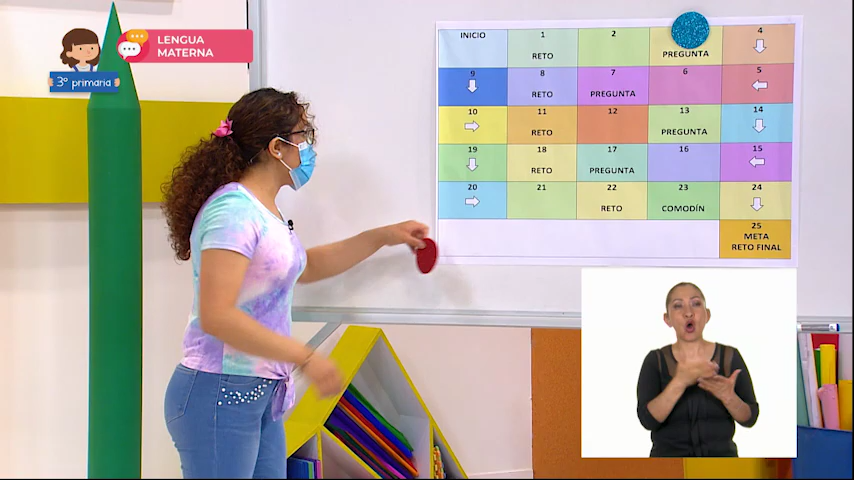 LENGUA
MATERNA
3° primaria
INICIO 1 2 4
RETO PREGUNTA
9 8 7 6 5
RETO PREGUNTA
10 11 12 13 14
RETO PREGUNTA
19 18 17 16 15
RETO PREGUNTA
20 21 22 23 24
RETO COMODÍN
25
META
RETO FINAL